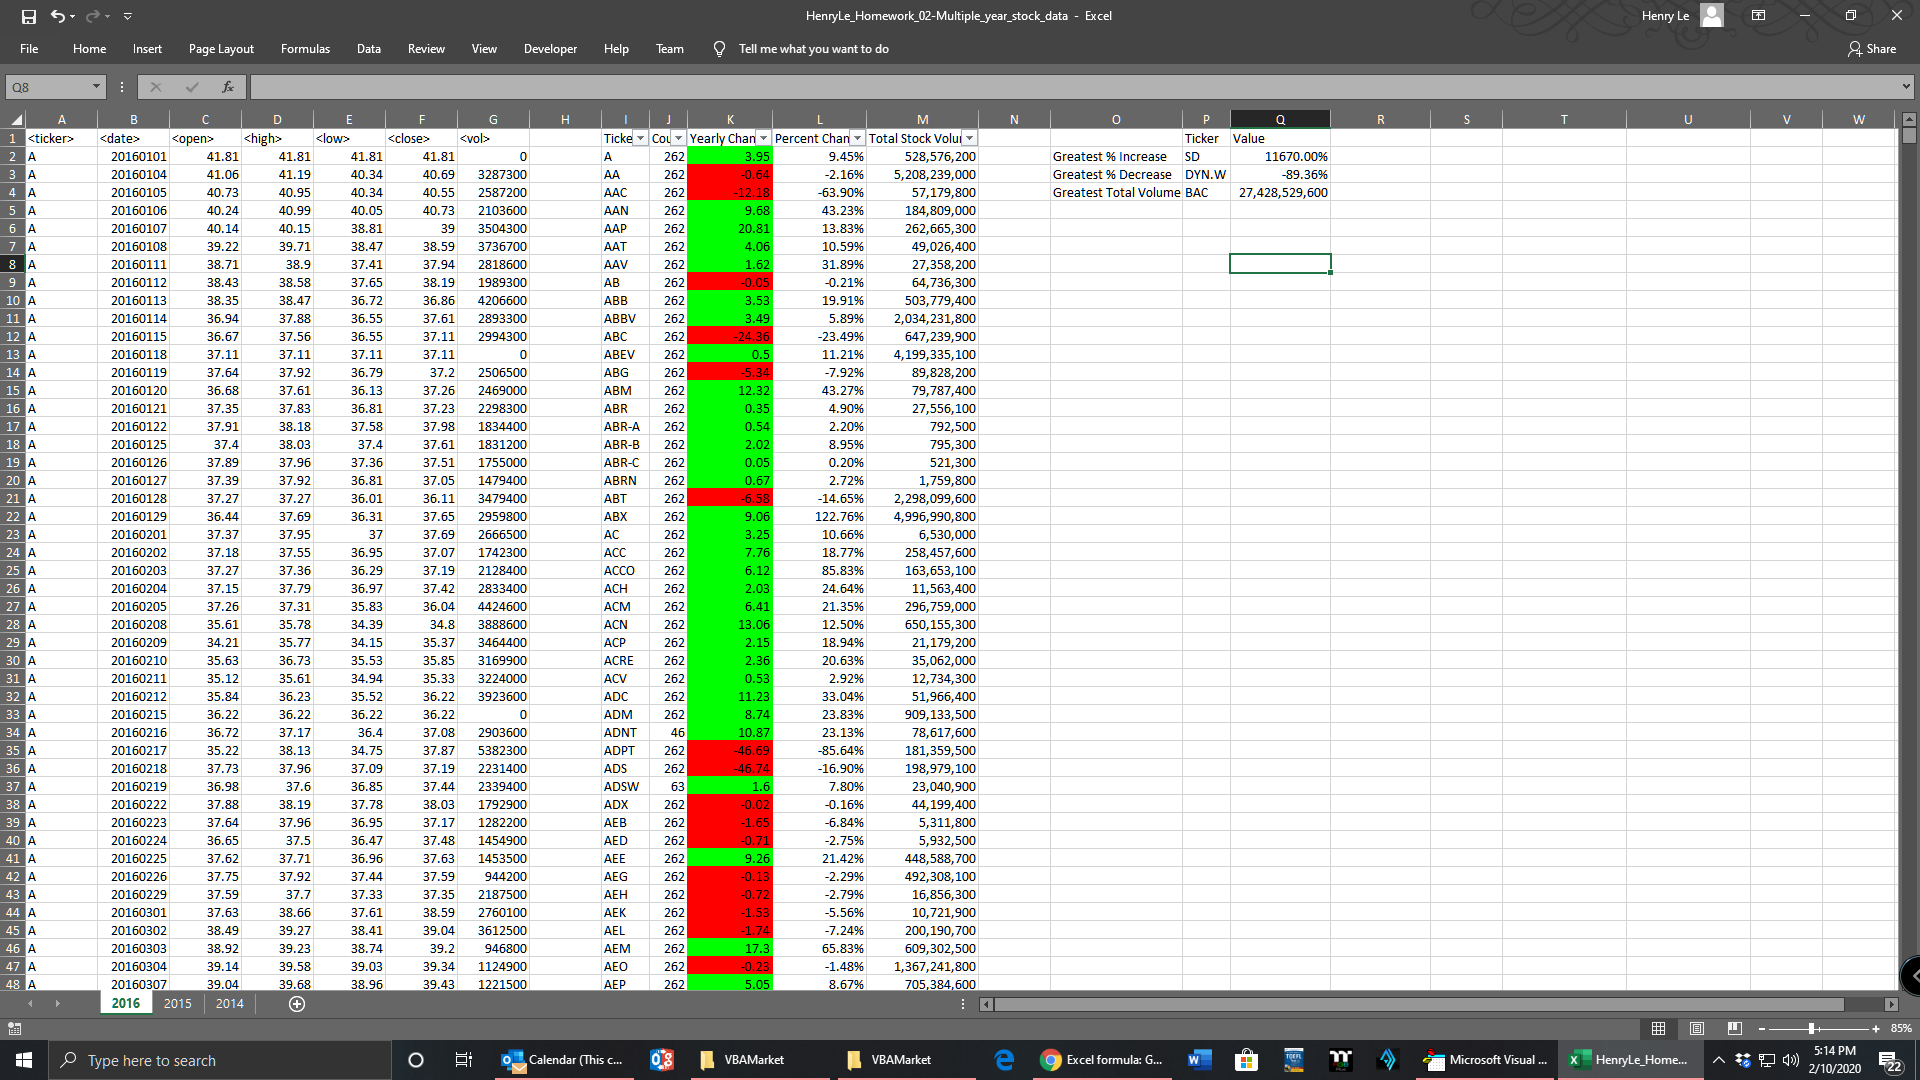 HenryLe_Homework_02-Multiple_year_stock_data - Excel
Henry Le
File Home Insert Page Layout Formulas Data Review View Developer Help Team Tell me what you want to do Share
Q8 fx
A B C D E F G H I J K L M N O P Q R S T U V W
1 <ticker> <date> <open> <high> <low> <close> <vol> Ticke Cou Yearly Chan Percent Chan Total Stock Volu Ticker Value
2 A 20160101 41.81 41.81 41.81 41.81 0 A 262 3.95 9.45% 528,576,200 Greatest % Increase SD 11670.00%
3 A 20160104 41.06 41.19 40.34 40.69 3287300 AA 262 -0.64 -2.16% 5,208,239,000 Greatest % Decrease DYN.W -89.36%
4 A 20160105 40.73 40.95 40.34 40.55 2587200 AAC 262 -12.18 -63.90% 57,179,800 Greatest Total Volume BAC 27,428,529,600
5 A 20160106 40.24 40.99 40.05 40.73 2103600 AAN 262 9.68 43.23% 184,809,000
6 A 20160107 40.14 40.15 38.81 39 3504300 AAP 262 20.81 13.83% 262,665,300
7 A 20160108 39.22 39.71 38.47 38.59 3736700 AAT 262 4.06 10.59% 49,026,400
8 A 20160111 38.71 38.9 37.41 37.94 2818600 AAV 262 1.62 31.89% 27,358,200
9 A 20160112 38.43 38.58 37.65 38.19 1989300 AB 262 -0.05 -0.21% 64,736,300
10 A 20160113 38.35 38.47 36.72 36.86 4206600 ABB 262 3.53 19.91% 503,779,400
11 A 20160114 36.94 37.88 36.55 37.61 2893300 ABBV 262 3.49 5.89% 2,034,231,800
12 A 20160115 36.67 37.56 36.55 37.11 2994300 ABC 262 -24.36 -23.49% 647,239,900
13 A 20160118 37.11 37.11 37.11 37.11 0 ABEV 262 0.5 11.21% 4,199,335,100
14 A 20160119 37.64 37.92 36.79 37.2 2506500 ABG 262 -5.34 -7.92% 89,828,200
15 A 20160120 36.68 37.61 36.13 37.26 2469000 ABM 262 12.32 43.27% 79,787,400
16 A 20160121 37.35 37.83 36.81 37.23 2298300 ABR 262 0.35 4.90% 27,556,100
17 A 20160122 37.91 38.18 37.58 37.98 1834400 ABR-A 262 0.54 2.20% 792,500
18 A 20160125 37.4 38.03 37.4 37.61 1831200 ABR-B 262 2.02 8.95% 795,300
19 A 20160126 37.89 37.96 37.36 37.51 1755000 ABR-C 262 0.05 0.20% 521,300
20 A 20160127 37.39 37.92 36.81 37.05 1479400 ABRN 262 0.67 2.72% 1,759,800
21 A 20160128 37.27 37.27 36.01 36.11 3479400 ABT 262 -6.58 -14.65% 2,298,099,600
22 A 20160129 36.44 37.69 36.31 37.65 2959800 ABX 262 9.06 122.76% 4,996,990,800
23 A 20160201 37.37 37.95 37 37.69 2666500 AC 262 3.25 10.66% 6,530,000
24 A 20160202 37.18 37.55 36.95 37.07 1742300 ACC 262 7.76 18.77% 258,457,600
25 A 20160203 37.27 37.36 36.29 37.19 2128400 ACCO 262 6.12 85.83% 163,653,100
26 A 20160204 37.15 37.79 36.97 37.42 2833400 ACH 262 2.03 24.64% 11,563,400
27 A 20160205 37.26 37.31 35.83 36.04 4424600 ACM 262 6.41 21.35% 296,759,000
28 A 20160208 35.61 35.78 34.39 34.8 3888600 ACN 262 13.06 12.50% 650,155,300
29 A 20160209 34.21 35.77 34.15 35.37 3464400 ACP 262 2.15 18.94% 21,179,200
30 A 20160210 35.63 36.73 35.53 35.85 3169900 ACRE 262 2.36 20.63% 35,062,000
31 A 20160211 35.12 35.61 34.94 35.33 3224000 ACV 262 0.53 2.92% 12,734,300
32 A 20160212 35.84 36.23 35.52 36.22 3923600 ADC 262 11.23 33.04% 51,966,400
33 A 20160215 36.22 36.22 36.22 36.22 0 ADM 262 8.74 23.83% 909,133,500
34 A 20160216 36.72 37.17 36.4 37.08 2903600 ADNT 46 10.87 23.13% 78,617,600
35 A 20160217 35.22 38.13 34.75 37.87 5382300 ADPT 262 -46.69 -85.64% 181,359,500
36 A 20160218 37.73 37.96 37.09 37.19 2231400 ADS 262 -46.74 -16.90% 198,979,100
37 A 20160219 36.98 37.6 36.85 37.44 2339400 ADSW 63 1.6 7.80% 23,040,900
38 A 20160222 37.88 38.19 37.78 38.03 1792900 ADX 262 -0.02 -0.16% 44,199,400
39 A 20160223 37.64 37.96 36.95 37.17 1282200 AEB 262 -1.65 -6.84% 5,311,800
40 A 20160224 36.65 37.5 36.47 37.48 1454900 AED 262 -0.71 -2.75% 5,932,500
41 A 20160225 37.62 37.71 36.96 37.63 1453500 AEE 262 9.26 21.42% 448,588,700
42 A 20160226 37.75 37.92 37.44 37.59 944200 AEG 262 -0.13 -2.29% 492,308,100
43 A 20160229 37.59 37.7 37.33 37.35 2187500 AEH 262 -0.72 -2.79% 16,856,300
44 A 20160301 37.63 38.66 37.61 38.59 2760100 AEK 262 -1.53 -5.56% 10,721,900
45 A 20160302 38.49 39.27 38.41 39.04 3612500 AEL 262 -1.74 -7.24% 200,190,700
46 A 20160303 38.92 39.23 38.74 39.2 946800 AEM 262 17.3 65.83% 609,302,500
47 A 20160304 39.14 39.58 39.03 39.34 1124900 AEO 262 -0.23 -1.48% 1,367,241,800
48 A 20160307 39.04 39.68 38.96 39.43 1221500 AEP 262 5.05 8.67% 705,384,600
2016 2015 2014
85%
Type here to search Calendar (This c... VBAMarket VBAMarket Excel formula: G... Microsoft Visual ... HenryLe_Home... 5:14 PM
2/10/2020 22